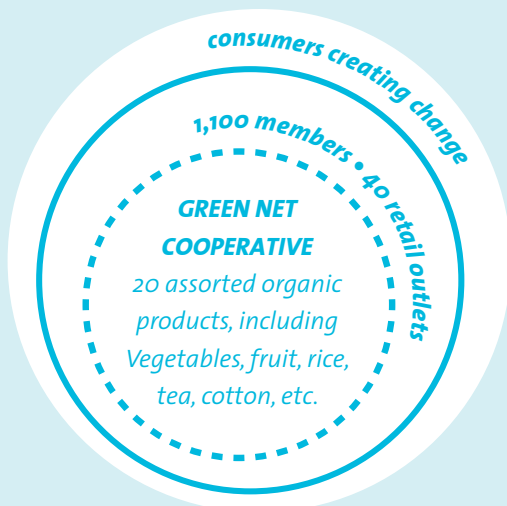 consumers creating change
1,100 members • 40 retail outlets
GREEN NET
COOPERATIVE
20 assorted organic
products, including
Vegetables, fruit, rice,
tea, cotton, etc.